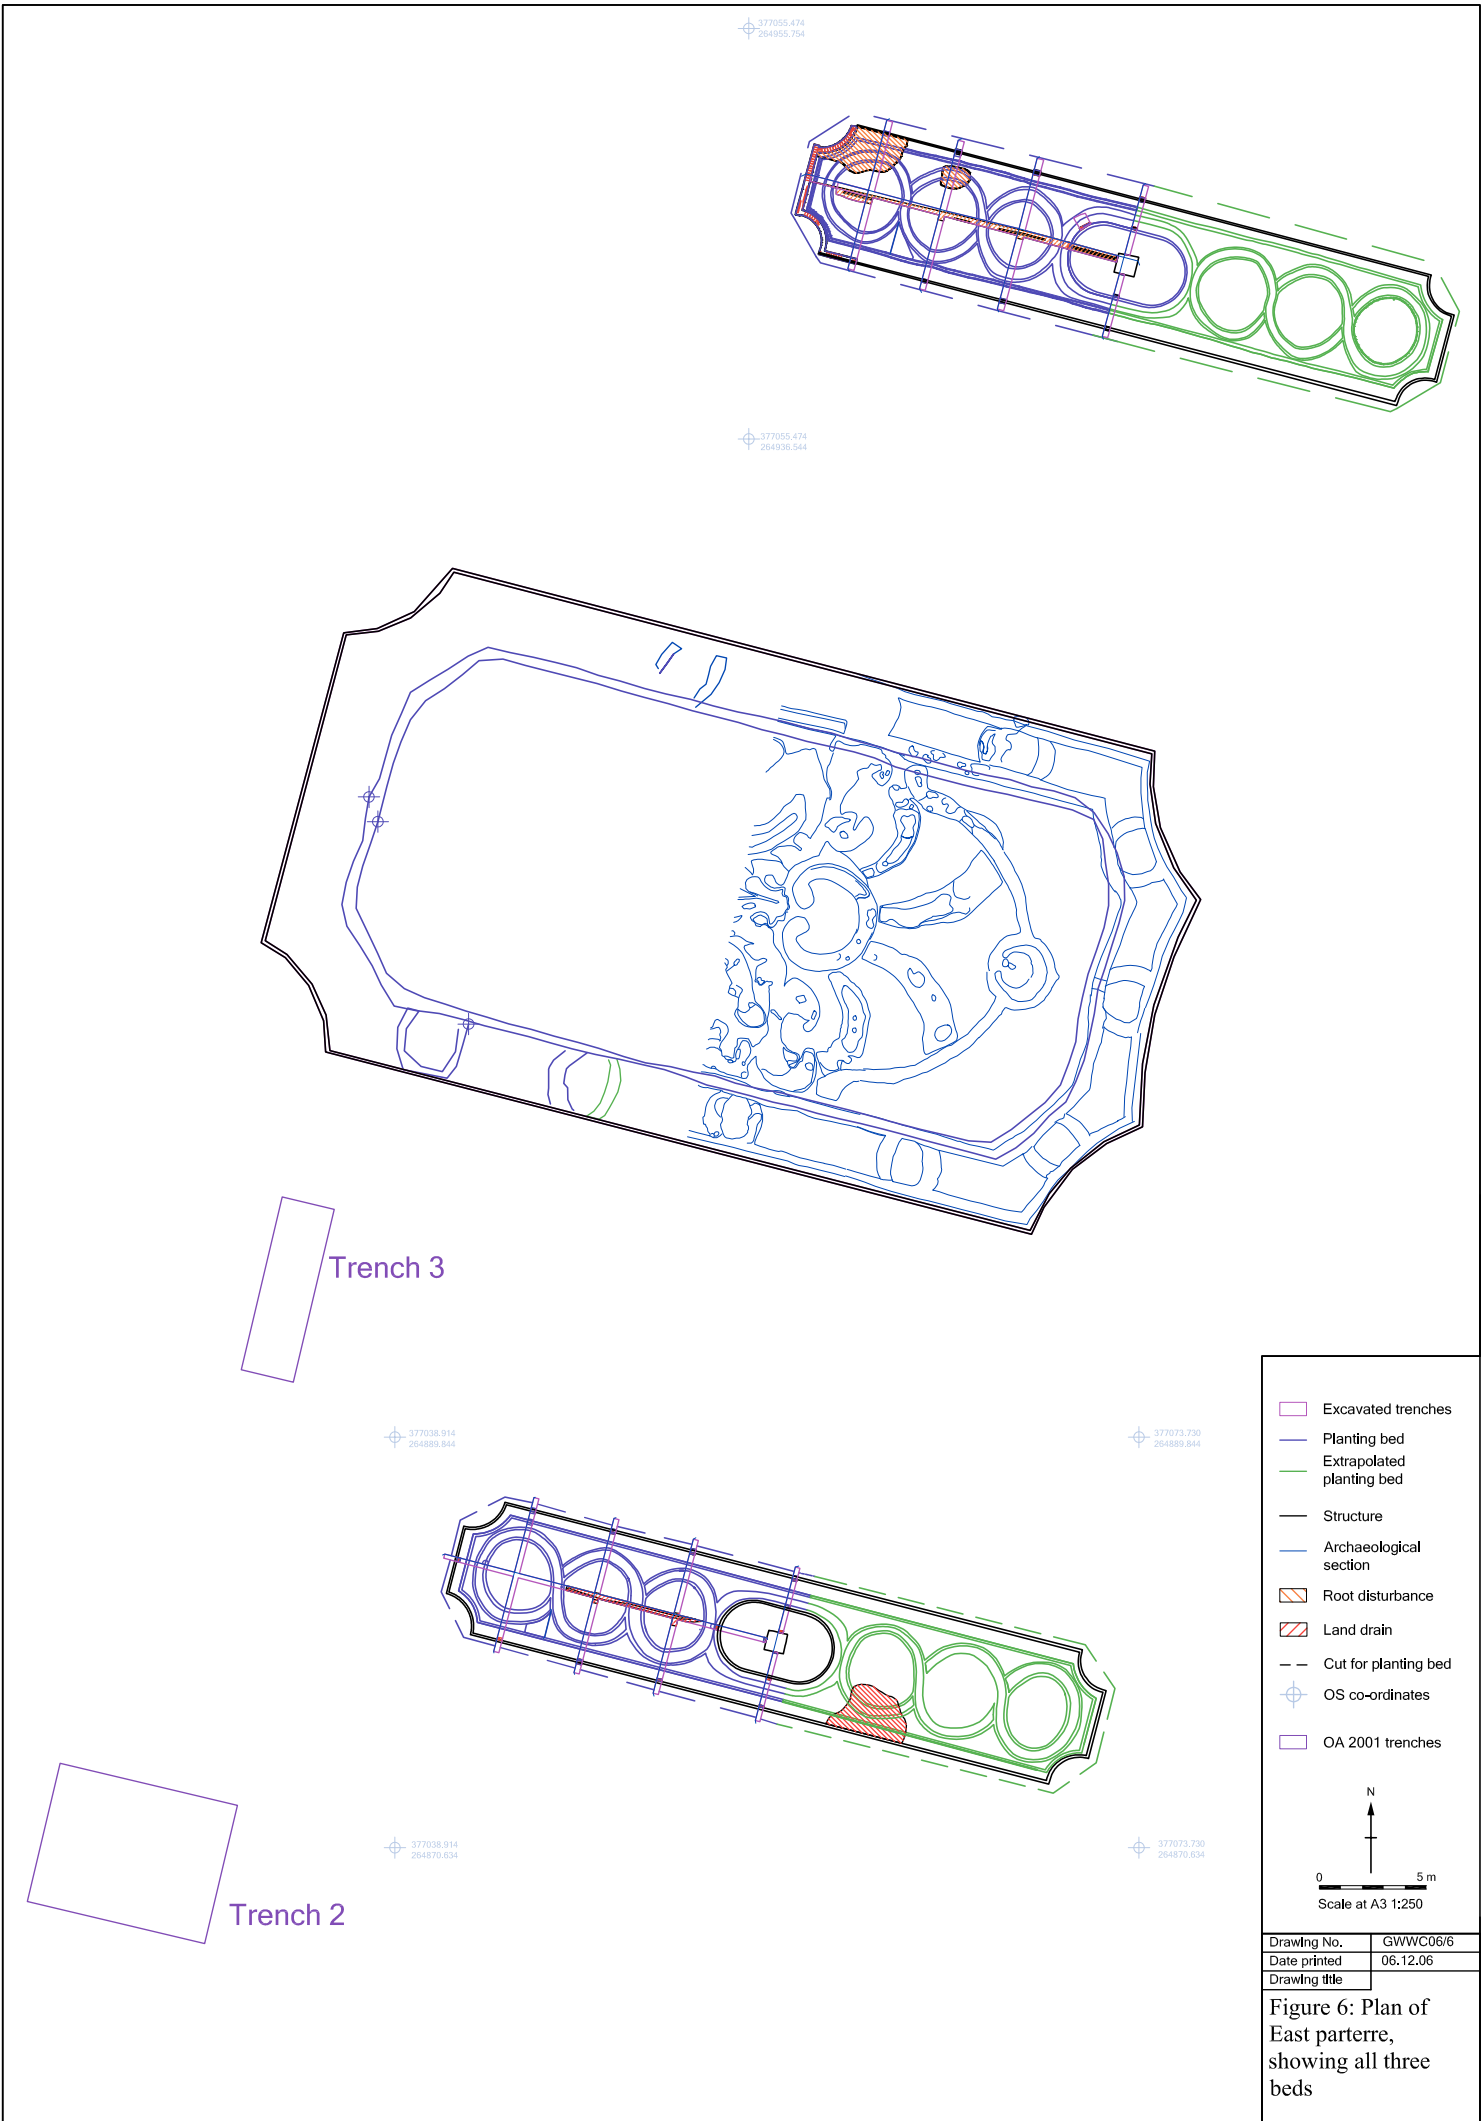 377055.474
264955.754
377055.474
264936.544
Trench 3
377038.914
264889.844
377073.730
264889.844
Excavated trenches
Planting bed
Extrapolated
planting bed
Structure
Archaeological
section
Root disturbance
Land drain
Cut for planting bed
OS co-ordinates
OA 2001 trenches
N
0 5 m
Scale at A3 1:250
377038.914
264870.634
377073.730
264870.634
Trench 2
Drawing No. GWWC06/6
Date printed 06.12.06
Drawing title
Figure 6: Plan of
East parterre,
showing all three
beds